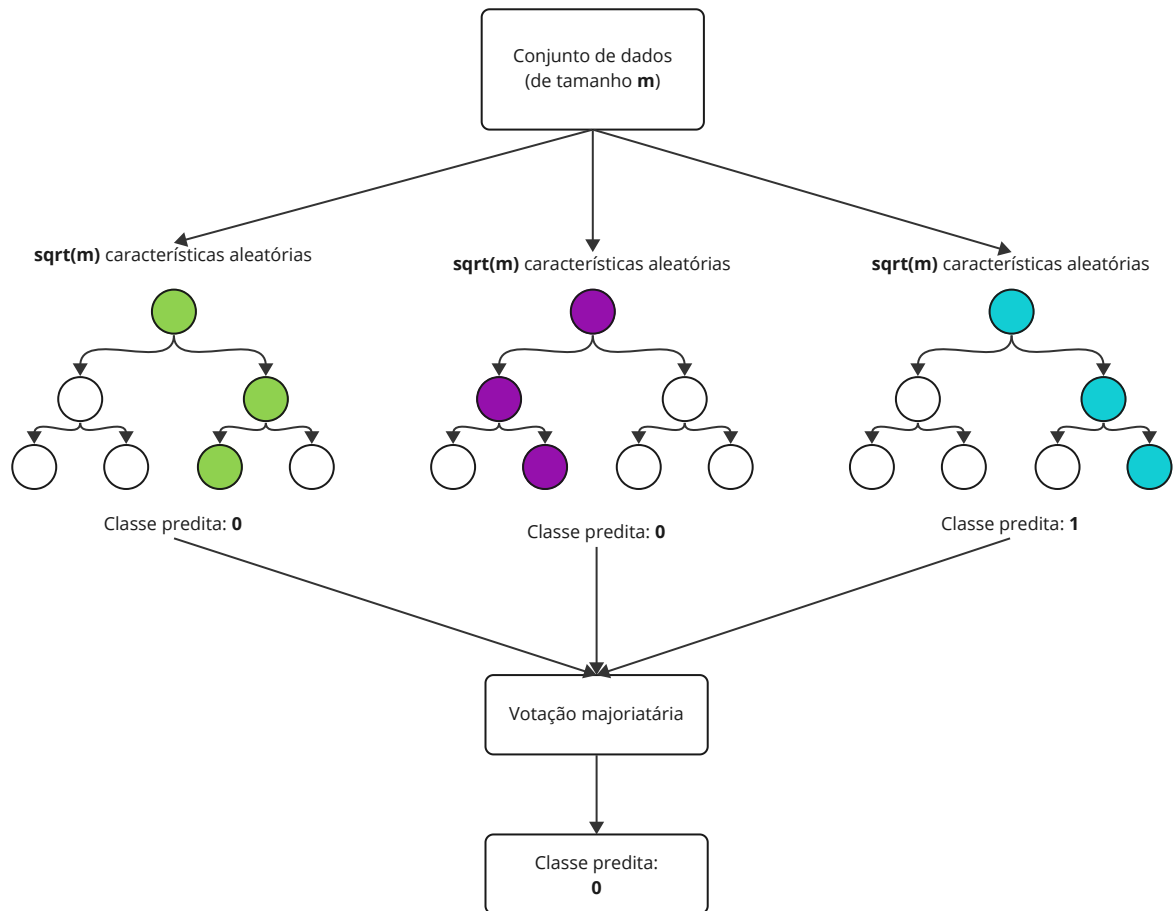 Conjunto de dados
(de tamanho m)
sqrt(m) características aleatórias
sqrt(m) características aleatórias
sqrt(m) características aleatórias
Classe predita: 0
Classe predita: 0
Classe predita: 1
Votação majoriatária
Classe predita:
0